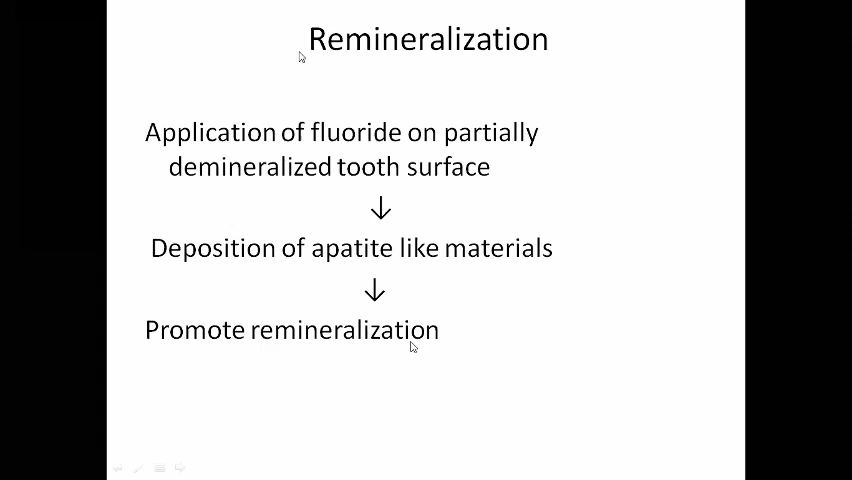 Remineralization
Application of fluoride on partially
demineralized tooth surface
↓
Deposition of apatite like materials
↓
Promote remineralization